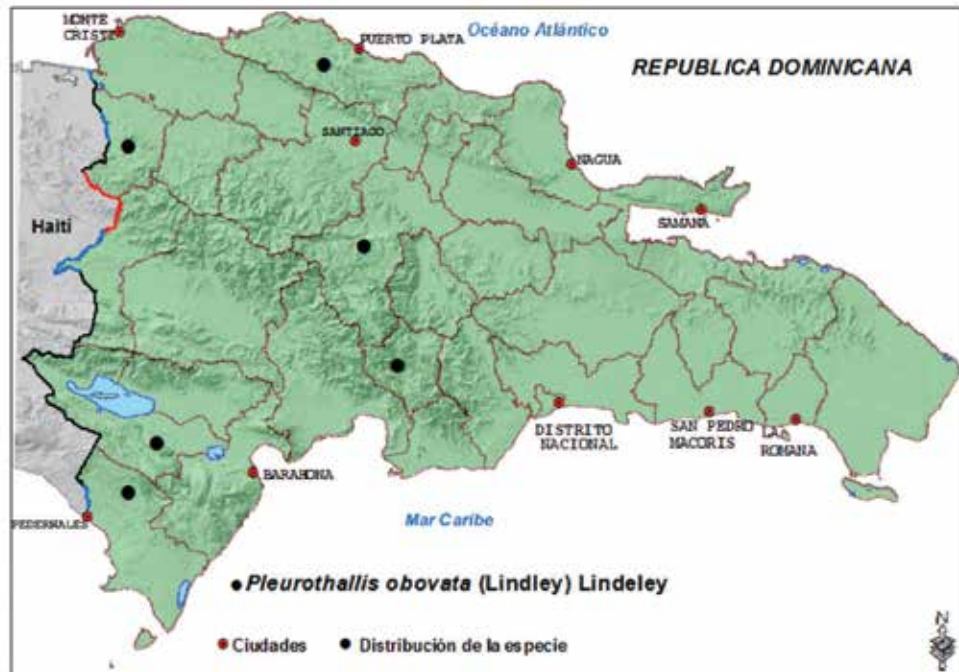 MONTE
CRISTE
PUERTO PLATA
Océano Atlántico
REPUBLICA DOMINICANA
SANTIAGO
NAGUA
SAMANA
Haití
DISTRITO
NACIONAL
SAN PEDRO
MACORIS
LA
ROMANA
BARAHONA
PEDERNALES
Mar Caribe
Pleurothallis obovata (Lindley) Lindeley
Ciudades
Distribución de la especie